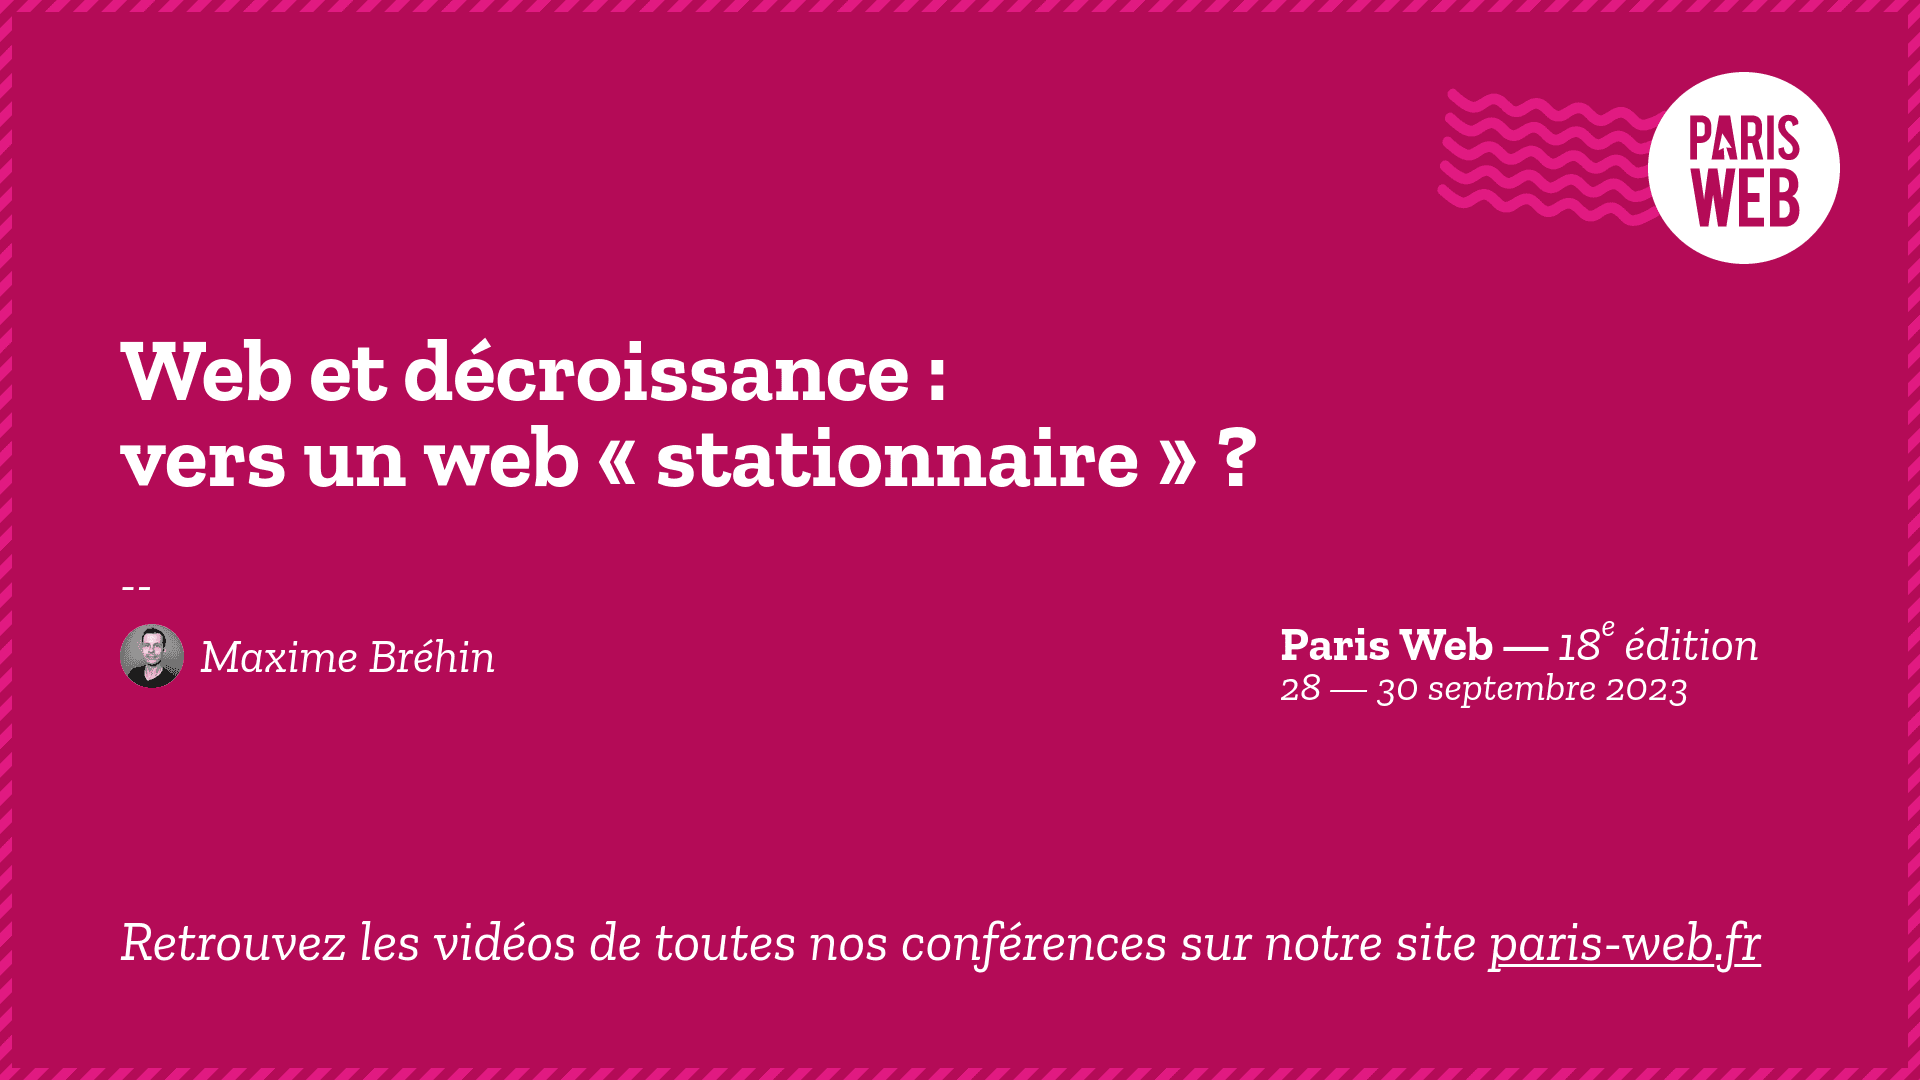 PARIS
WEB
Web et décroissance :
vers un web « stationnaire » ?
--
Maxime Bréhin
Paris Web — 18e édition
28 — 30 septembre 2023
Retrouvez les vidéos de toutes nos conférences sur notre site paris-web.fr